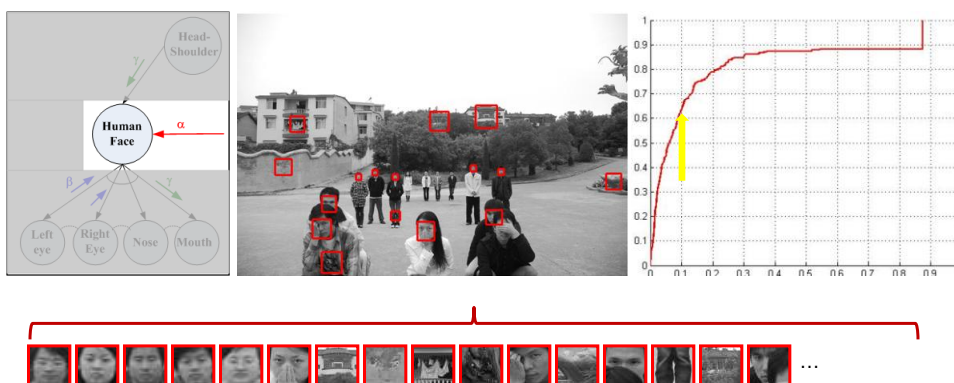 Head-
Shoulder
γ
Human
Face
α
β
γ
Left
eye
Right
Eye
Nose
Mouth
1
0.9
0.8
0.7
0.6
0.5
0.4
0.3
0.2
0.1
0
0 0.1 0.2 0.3 0.4 0.5 0.6 0.7 0.8 0.9
...